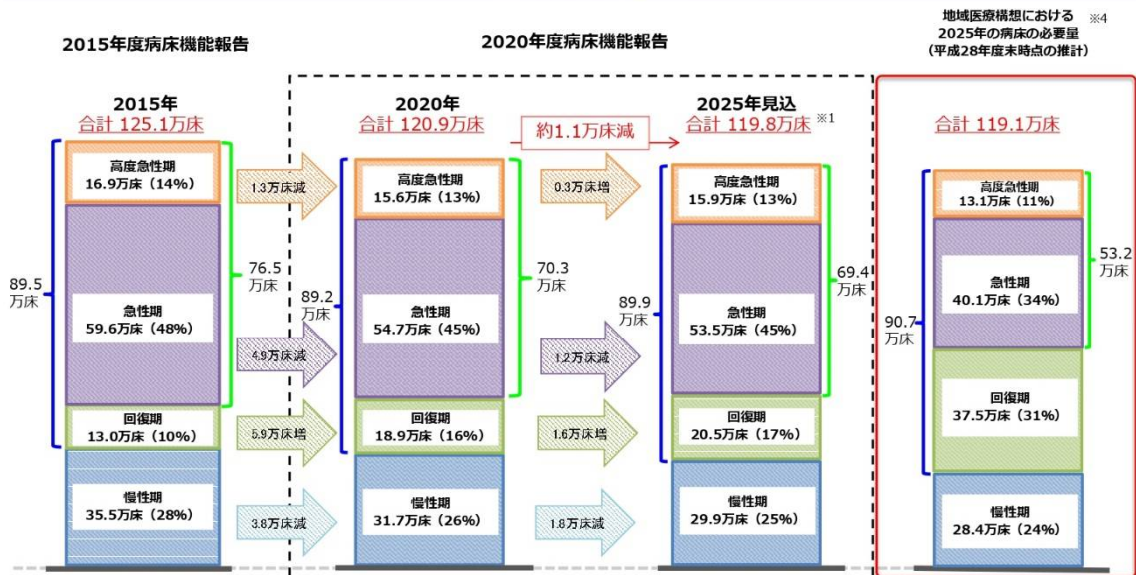 2015年度病床機能報告
2020年度病床機能報告
地域医療構想における ※4
2025年の病床の必要量
(平成28年度末時点の推計)
2015年
合計 125.1万床
2020年
合計 120.9万床
約1.1万床減
2025年見込
合計 119.8万床 ※1
合計 119.1万床
高度急性期
16.9万床(14%)
1.3万床減
高度急性期
15.6万床(13%)
0.3万床増
高度急性期
15.9万床(13%)
高度急性期
13.1万床(11%)
89.5
万床
76.5
万床
急性期
59.6万床(48%)
4.9万床減
89.2
万床
70.3
万床
急性期
54.7万床(45%)
1.2万床減
89.9
万床
69.4
万床
急性期
53.5万床(45%)
90.7
万床
53.2
万床
急性期
40.1万床(34%)
回復期
13.0万床(10%)
5.9万床増
回復期
18.9万床(16%)
1.6万床増
回復期
20.5万床(17%)
回復期
37.5万床(31%)
慢性期
35.5万床(28%)
3.8万床減
慢性期
31.7万床(26%)
1.8万床減
慢性期
29.9万床(25%)
慢性期
28.4万床(24%)